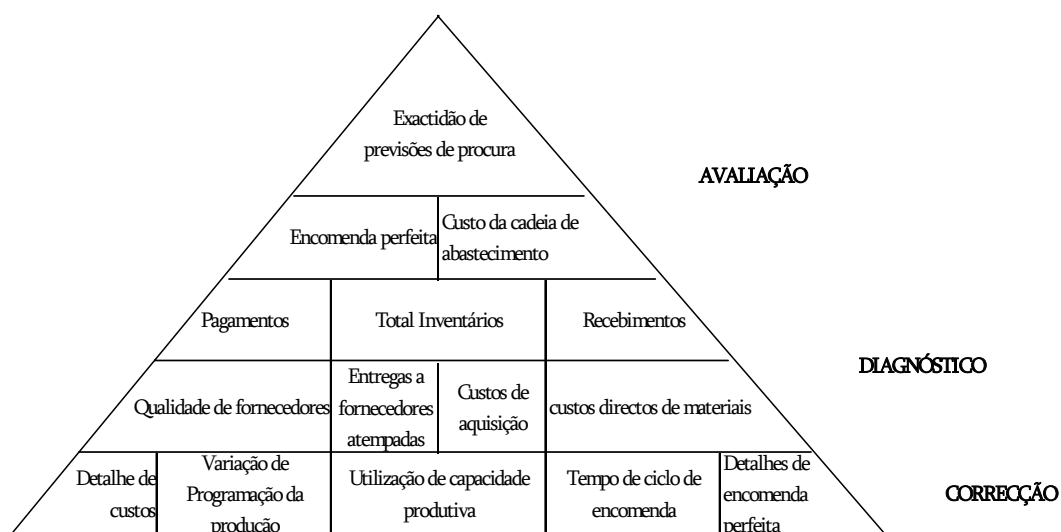 Exactidão de
previsões de procura
AVALIAÇÃO
Encomenda perfeita
Custo da cadeia de
abastecimento
Pagamentos
Total Inventários
Recebimentos
DIAGNÓSTICO
Qualidade de fornecedores
Entregas a
fornecedores
atempadas
Custos de
aquisição
custos directos de materiais
Detalhe de
custos
Variação de
Programação da
produção
Utilização de capacidade
produtiva
Tempo de ciclo de
encomenda
Detalhes de
encomenda
perfeita
CORRECÇÃO